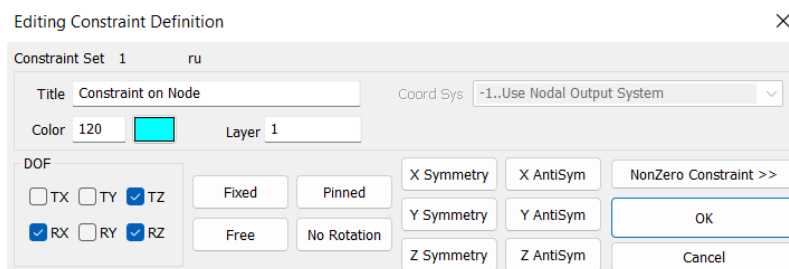 Editing Constraint Definition
Constraint Set 1 ru
Title Constraint on Node Coord Sys -1..Use Nodal Output System
Color 120 Layer 1
DOF
TX TY TZ
RX RY RZ
Fixed Pinned
Free No Rotation
X Symmetry X AntiSym
Y Symmetry Y AntiSym
Z Symmetry Z AntiSym
NonZero Constraint >>
OK
Cancel